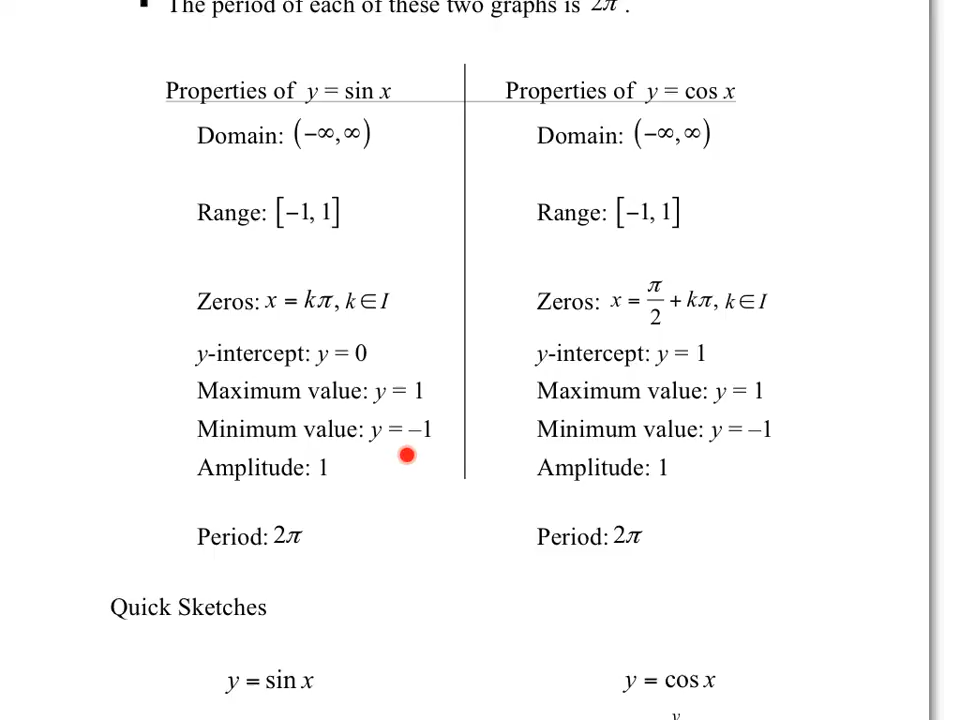 ▪ The period of each of these two graphs is 2π .
Properties of y = sin x
Domain: (−∞, ∞)
Range: [−1, 1]
Zeros: x = kπ, k ∈ I
y-intercept: y = 0
Maximum value: y = 1
Minimum value: y = –1
Amplitude: 1
Period: 2π
Properties of y = cos x
Domain: (−∞, ∞)
Range: [−1, 1]
Zeros: x = π/2 + kπ, k ∈ I
y-intercept: y = 1
Maximum value: y = 1
Minimum value: y = –1
Amplitude: 1
Period: 2π
Quick Sketches
y = sin x
y = cos x
y